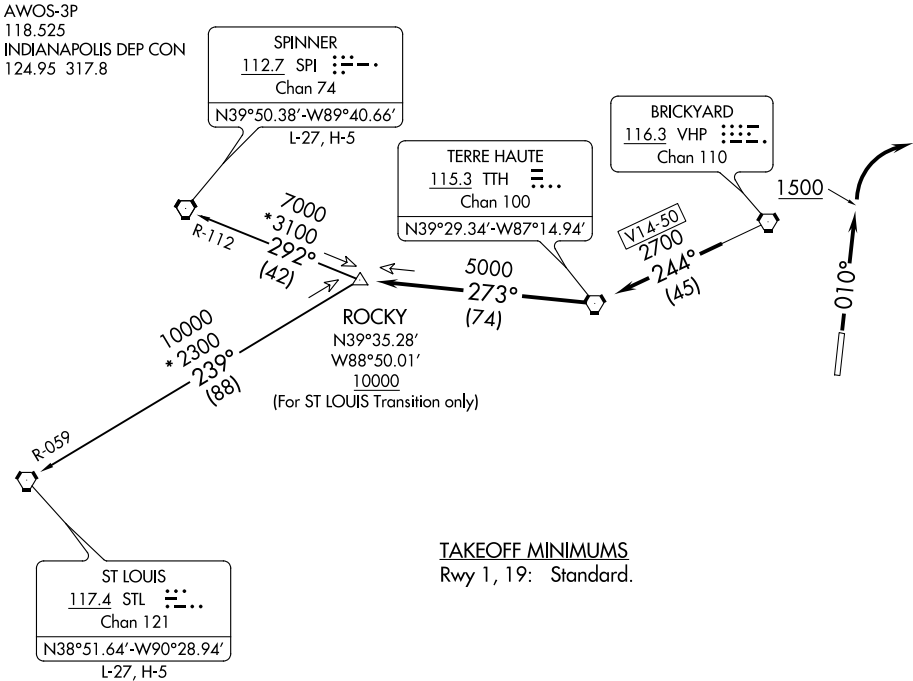 AWOS-3P
118.525
INDIANAPOLIS DEP CON
124.95 317.8
SPINNER
112.7 SPI
Chan 74
N39°50.38′-W89°40.66′
L-27, H-5
BRICKYARD
116.3 VHP
Chan 110
TERRE HAUTE
115.3 TTH
Chan 100
N39°29.34′-W87°14.94′
1500
010°
V14-50
2700
244°
(45)
5000
273°
(74)
7000
*3100
292°
(42)
R-112
ROCKY
N39°35.28′
W88°50.01′
10000
(For ST LOUIS Transition only)
10000
*2300
239°
(88)
R-059
ST LOUIS
117.4 STL
Chan 121
N38°51.64′-W90°28.94′
L-27, H-5
TAKEOFF MINIMUMS
Rwy 1, 19: Standard.